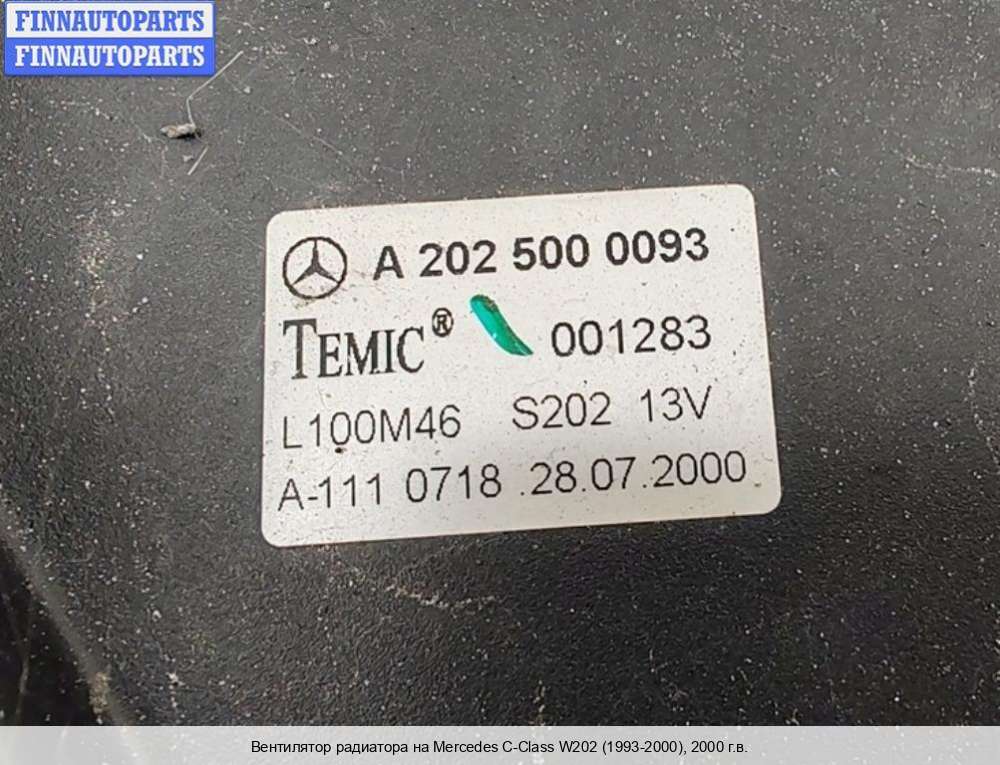 FINNAUTOPARTS
FINNAUTOPARTS
A 202 500 0093
TEMIC® 001283
L100M46 S202 13V
A-111 0718 .28.07.2000
Вентилятор радиатора на Mercedes C-Class W202 (1993-2000), 2000 г.в.